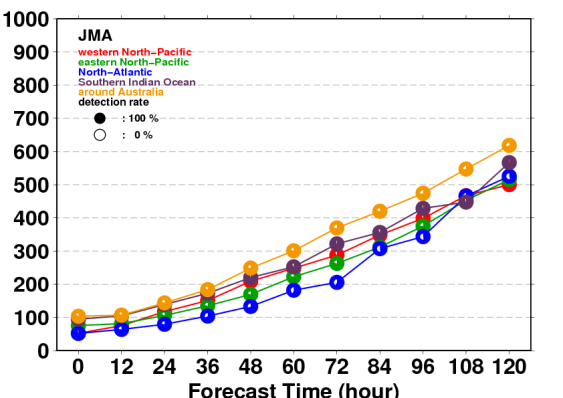 JMA
western North-Pacific
eastern North-Pacific
North-Atlantic
Southern Indian Ocean
around Australia
detection rate
: 100 %
: 0 %
1000
900
800
700
600
500
400
300
200
100
0
0 12 24 36 48 60 72 84 96 108 120
Forecast Time (hour)